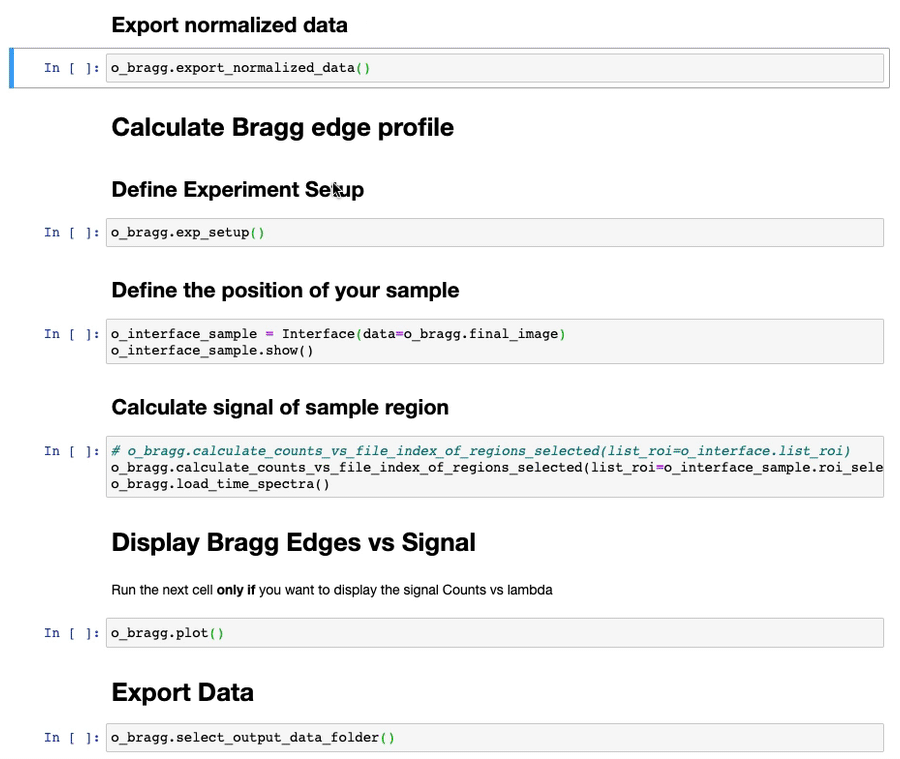 Export normalized data
In [ ]: o_bragg.export_normalized_data()
Calculate Bragg edge profile
Define Experiment Setup
In [ ]: o_bragg.exp_setup()
Define the position of your sample
In [ ]: o_interface_sample = Interface(data=o_bragg.final_image)
o_interface_sample.show()
Calculate signal of sample region
In [ ]: # o_bragg.calculate_counts_vs_file_index_of_regions_selected(list_roi=o_interface.list_roi)
o_bragg.calculate_counts_vs_file_index_of_regions_selected(list_roi=o_interface_sample.roi_sele
o_bragg.load_time_spectra()
Display Bragg Edges vs Signal
Run the next cell only if you want to display the signal Counts vs lambda
In [ ]: o_bragg.plot()
Export Data
In [ ]: o_bragg.select_output_data_folder()